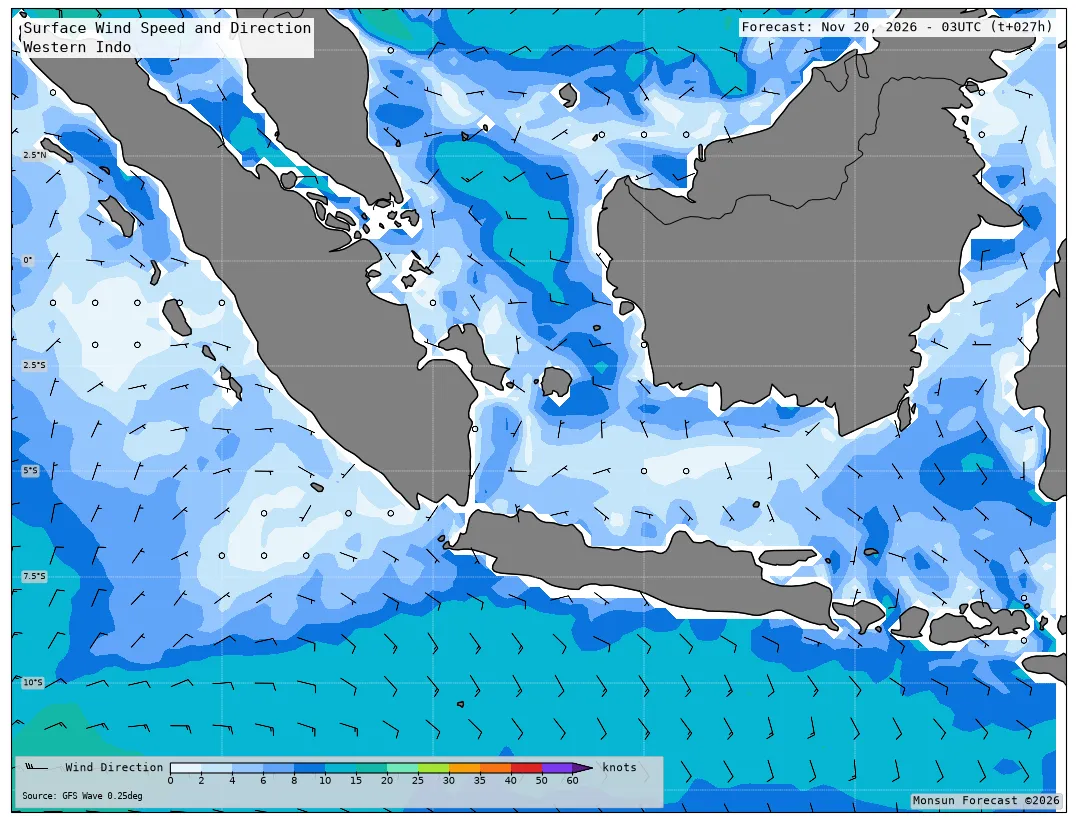 Surface Wind Speed and Direction
Western Indo
Forecast: Nov 20, 2026 - 03UTC (t+027h)
2.5°N
0°
2.5°S
5°S
7.5°S
10°S
Wind Direction
0 2 4 6 8 10 15 20 25 30 35 40 50 60
knots
Source: GFS Wave 0.25deg
Monsun Forecast ©2026